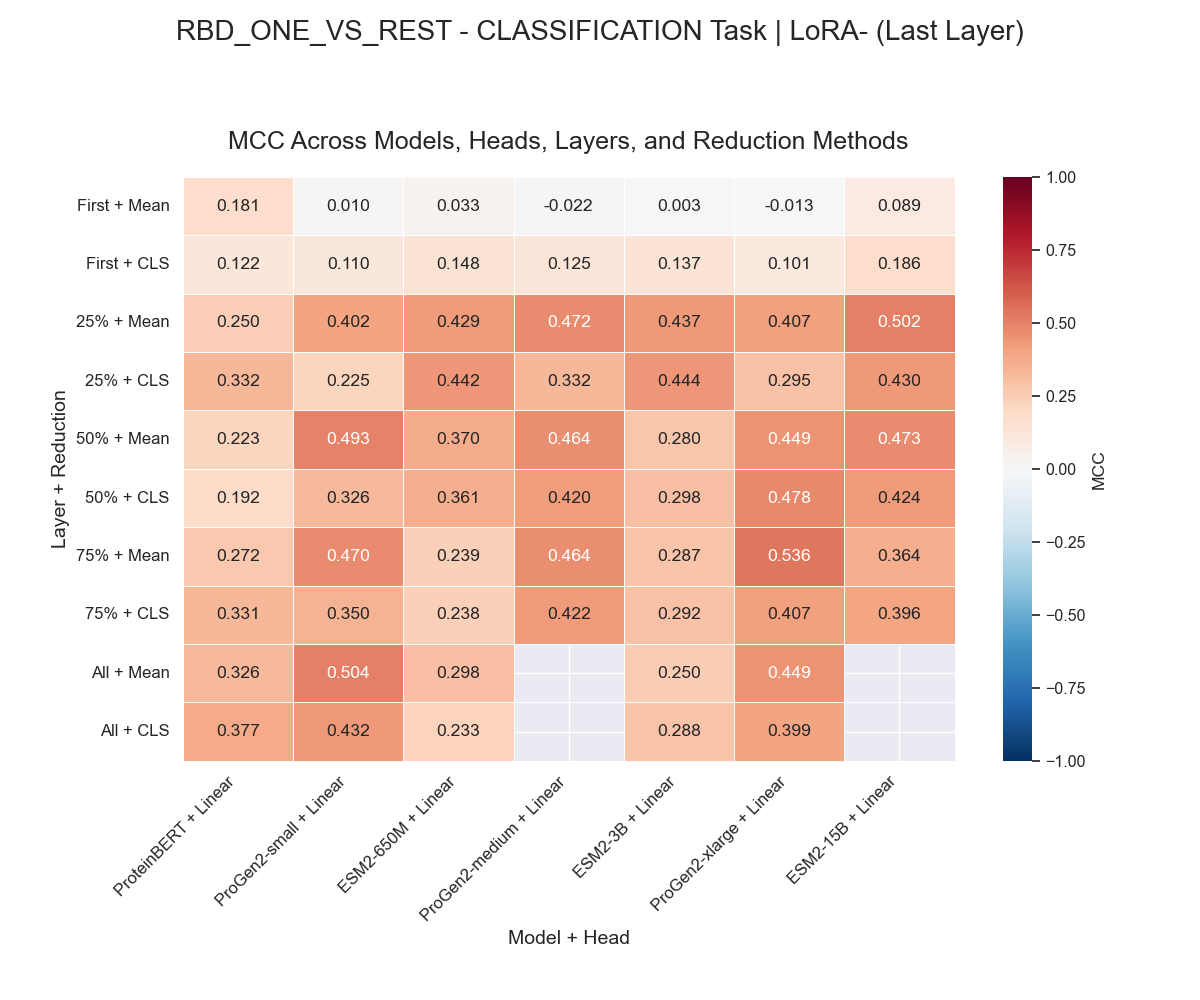 RBD_ONE_VS_REST - CLASSIFICATION Task | LoRA- (Last Layer)
MCC Across Models, Heads, Layers, and Reduction Methods
Layer + Reduction
First + Mean 0.181 0.010 0.033 -0.022 0.003 -0.013 0.089
First + CLS 0.122 0.110 0.148 0.125 0.137 0.101 0.186
25% + Mean 0.250 0.402 0.429 0.472 0.437 0.407 0.502
25% + CLS 0.332 0.225 0.442 0.332 0.444 0.295 0.430
50% + Mean 0.223 0.493 0.370 0.464 0.280 0.449 0.473
50% + CLS 0.192 0.326 0.361 0.420 0.298 0.478 0.424
75% + Mean 0.272 0.470 0.239 0.464 0.287 0.536 0.364
75% + CLS 0.331 0.350 0.238 0.422 0.292 0.407 0.396
All + Mean 0.326 0.504 0.298 0.250 0.449
All + CLS 0.377 0.432 0.233 0.288 0.399
ProteinBERT + Linear
ProGen2-small + Linear
ESM2-650M + Linear
ProGen2-medium + Linear
ESM2-3B + Linear
ProGen2-xlarge + Linear
ESM2-15B + Linear
Model + Head
1.00
0.75
0.50
0.25
0.00
−0.25
−0.50
−0.75
−1.00
MCC